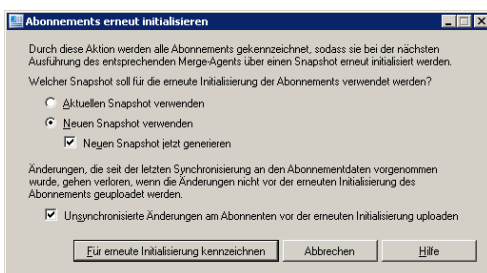 Abonnements erneut initialisieren
Durch diese Aktion werden alle Abonnements gekennzeichnet, sodass sie bei der nächsten
Ausführung des entsprechenden Merge-Agents über einen Snapshot erneut initialisiert werden.
Welcher Snapshot soll für die erneute Initialisierung der Abonnements verwendet werden?
Aktuellen Snapshot verwenden
Neuen Snapshot verwenden
Neuen Snapshot jetzt generieren
Änderungen, die seit der letzten Synchronisierung an den Abonnementdaten vorgenommen
wurde, gehen verloren, wenn die Änderungen nicht vor der erneuten Initialisierung des
Abonnements geuploadet werden.
Unsynchronisierte Änderungen am Abonnenten vor der erneuten Initialisierung uploaden
Für erneute Initialisierung kennzeichnen Abbrechen Hilfe